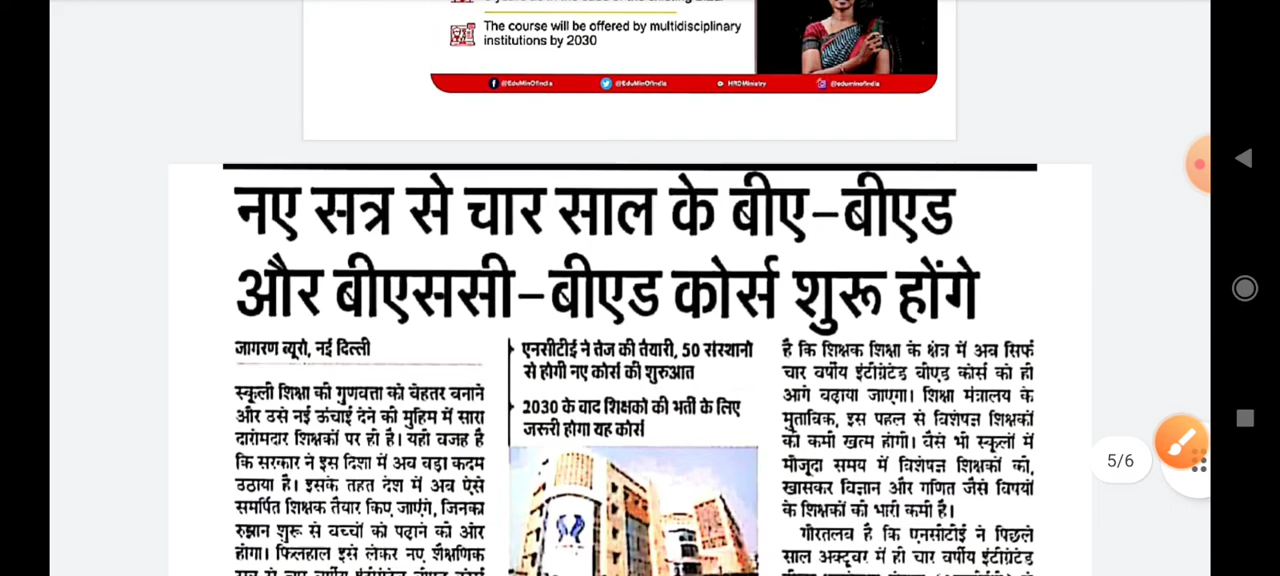 The course will be offered by multidisciplinary
institutions by 2030
@EduMinOfIndia @EduMinOfIndia HRDMinistry @eduminofindia
नए सत्र से चार साल के बीए-बीएड
और बीएससी-बीएड कोर्स शुरू होंगे
जागरण ब्यूरो, नई दिल्ली
स्कूली शिक्षा की गुणवत्ता को बेहतर बनाने
और उसे नई ऊंचाई देने की मुहिम में सारा
दारोमदार शिक्षकों पर ही है। यही वजह है
कि सरकार ने इस दिशा में अब बड़ा कदम
उठाया है। इसके तहत देश में अब ऐसे
समर्पित शिक्षक तैयार किए जाएंगे, जिनका
रुझान शुरू से बच्चों को पढ़ाने की ओर
होगा। फिलहाल इसे लेकर नए शैक्षणिक
एनसीटीई ने तेज की तैयारी, 50 संस्थानों
से होगी नए कोर्स की शुरुआत
2030 के बाद शिक्षकों की भर्ती के लिए
जरूरी होगा यह कोर्स
है कि शिक्षक शिक्षा के क्षेत्र में अब सिर्फ
चार वर्षीय इंटीग्रेटेड बीएड कोर्स को ही
आगे बढ़ाया जाएगा। शिक्षा मंत्रालय के
मुताबिक, इस पहल से विशेषज्ञ शिक्षकों
की कमी खत्म होगी। वैसे भी स्कूलों में
मौजूदा समय में विशेषज्ञ शिक्षकों की,
खासकर विज्ञान और गणित जैसे विषयों
के शिक्षकों की भारी कमी है।
गौरतलब है कि एनसीटीई ने पिछले
साल अक्टूबर में ही चार वर्षीय इंटीग्रेटेड
5/6